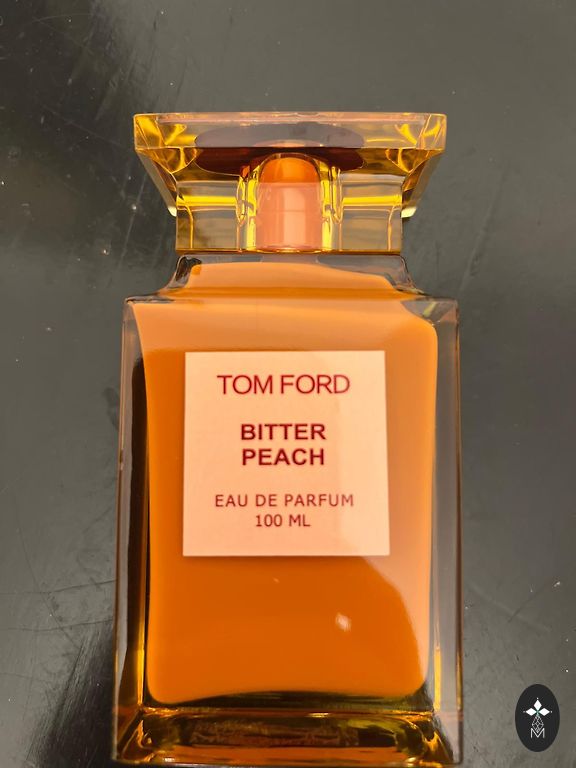 TOM FORD
BITTER
PEACH
EAU DE PARFUM
100 ML
M